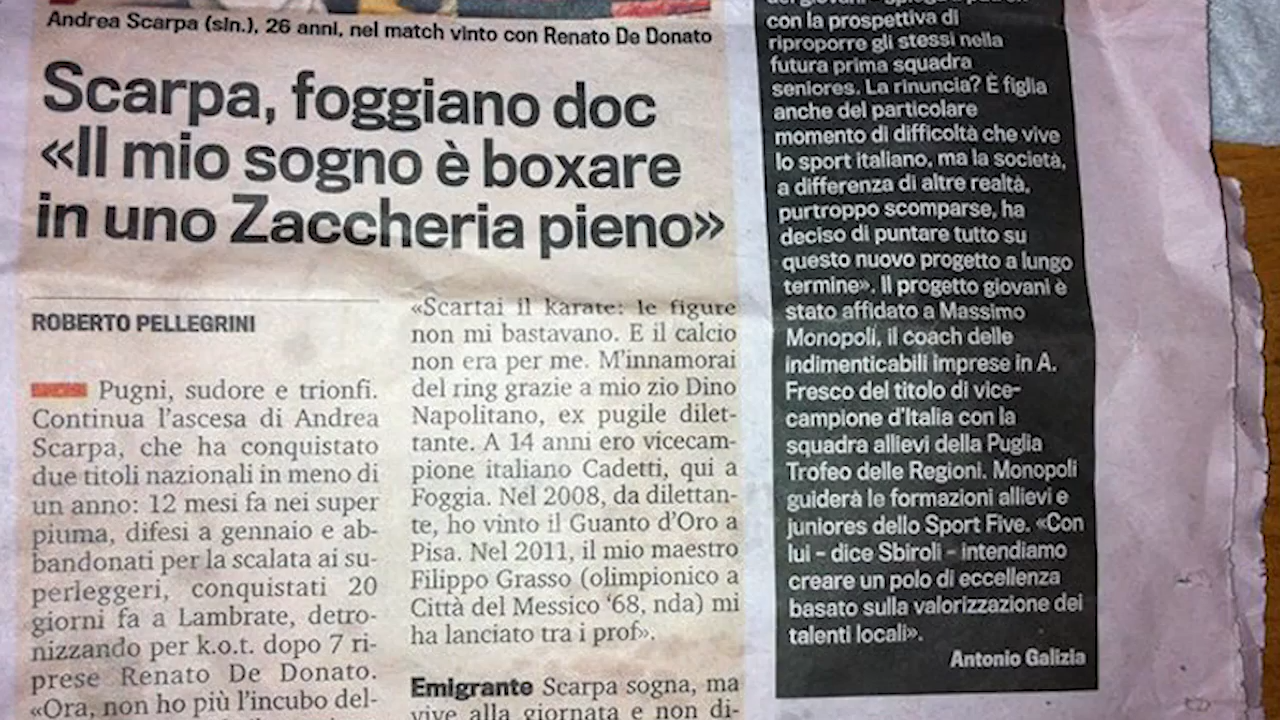 Andrea Scarpa (sin.), 26 anni, nel match vinto con Renato De Donato
Scarpa, foggiano doc
«Il mio sogno è boxare
in uno Zaccheria pieno»
ROBERTO PELLEGRINI
Pugni, sudore e trionfi.
Continua l'ascesa di Andrea
Scarpa, che ha conquistato
due titoli nazionali in meno di
un anno: 12 mesi fa nei super
piuma, difesi a gennaio e ab-
bandonati per la scalata ai su-
perleggeri, conquistati 20
giorni fa a Lambrate, detro-
nizzando per k.o.t. dopo 7 ri-
prese Renato De Donato.
«Ora, non ho più l'incubo del-
«Scartai il karate: le figure
non mi bastavano. E il calcio
non era per me. M'innamorai
del ring grazie a mio zio Dino
Napolitano, ex pugile dilet-
tante. A 14 anni ero vicecam-
pione italiano Cadetti, qui a
Foggia. Nel 2008, da dilettan-
te, ho vinto il Guanto d'Oro a
Pisa. Nel 2011, il mio maestro
Filippo Grasso (olimpionico a
Città del Messico '68, nda) mi
ha lanciato tra i prof».
Emigrante Scarpa sogna, ma
vive alla giornata e non di-
con la prospettiva di
riproporre gli stessi nella
futura prima squadra
seniores. La rinuncia? È figlia
anche del particolare
momento di difficoltà che vive
lo sport italiano, ma la società,
a differenza di altre realtà,
purtroppo scomparse, ha
deciso di puntare tutto su
questo nuovo progetto a lungo
termine». Il progetto giovani è
stato affidato a Massimo
Monopoli, il coach delle
indimenticabili imprese in A.
Fresco del titolo di vice-
campione d'Italia con la
squadra allievi della Puglia
Trofeo delle Regioni. Monopoli
guiderà le formazioni allievi e
juniores dello Sport Five. «Con
lui - dice Sbiroli - intendiamo
creare un polo di eccellenza
basato sulla valorizzazione dei
talenti locali».
Antonio Galizia